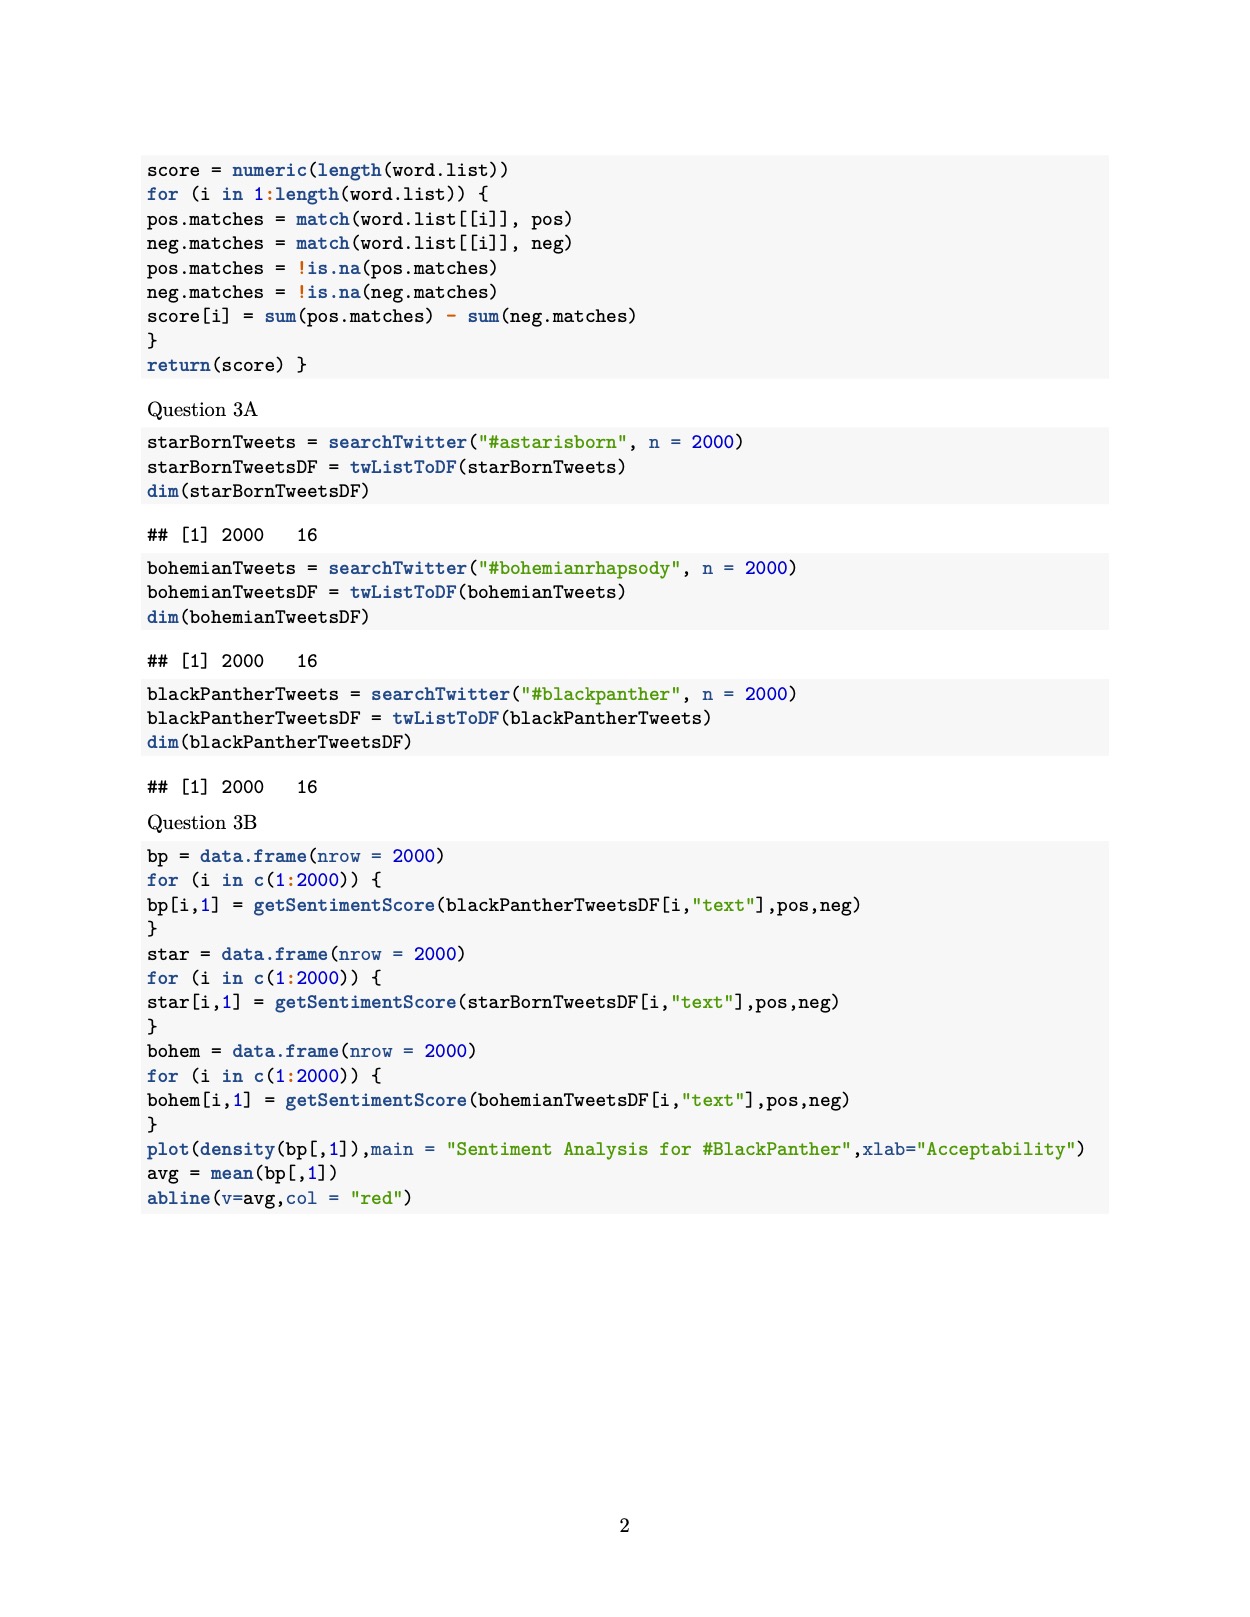 score = numeric(length(word.list))
for (i in 1:length(word.list)) {
pos.matches = match(word.list[[i]], pos)
neg.matches = match(word.list[[i]], neg)
pos.matches = !is.na(pos.matches)
neg.matches = !is.na(neg.matches)
score[i] = sum(pos.matches) - sum(neg.matches)
}
return(score) }
Question 3A
starBornTweets = searchTwitter("#astarisborn", n = 2000)
starBornTweetsDF = twListToDF(starBornTweets)
dim(starBornTweetsDF)
## [1] 2000   16
bohemianTweets = searchTwitter("#bohemianrhapsody", n = 2000)
bohemianTweetsDF = twListToDF(bohemianTweets)
dim(bohemianTweetsDF)
## [1] 2000   16
blackPantherTweets = searchTwitter("#blackpanther", n = 2000)
blackPantherTweetsDF = twListToDF(blackPantherTweets)
dim(blackPantherTweetsDF)
## [1] 2000   16
Question 3B
bp = data.frame(nrow = 2000)
for (i in c(1:2000)) {
bp[i,1] = getSentimentScore(blackPantherTweetsDF[i,"text"],pos,neg)
}
star = data.frame(nrow = 2000)
for (i in c(1:2000)) {
star[i,1] = getSentimentScore(starBornTweetsDF[i,"text"],pos,neg)
}
bohem = data.frame(nrow = 2000)
for (i in c(1:2000)) {
bohem[i,1] = getSentimentScore(bohemianTweetsDF[i,"text"],pos,neg)
}
plot(density(bp[,1]),main = "Sentiment Analysis for #BlackPanther",xlab="Acceptability")
avg = mean(bp[,1])
abline(v=avg,col = "red")
2